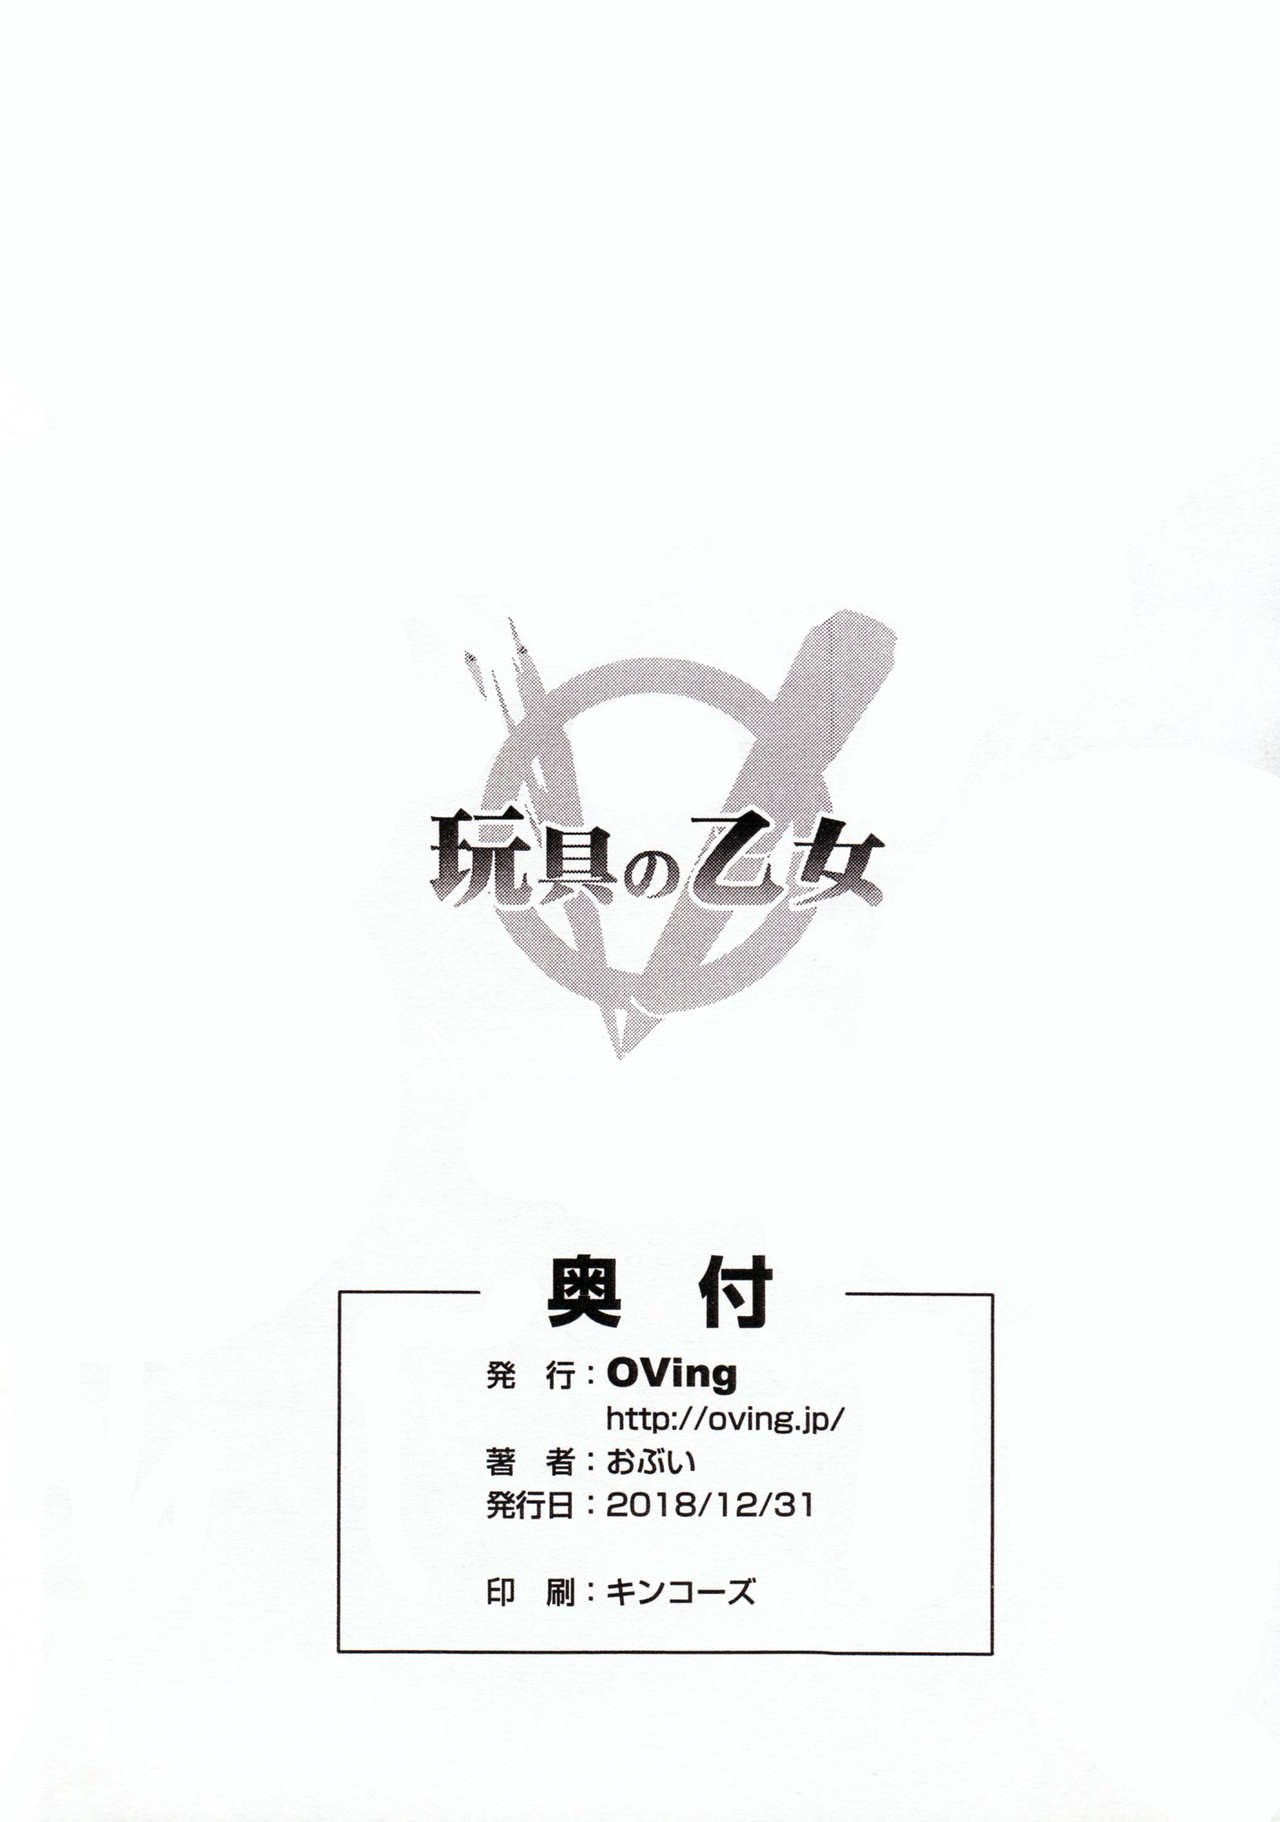 玩具の乙女
奥 付
発 行：OVing
http://oving.jp/
著 者：おぶい
発行日：2018/12/31
印 刷：キンコーズ